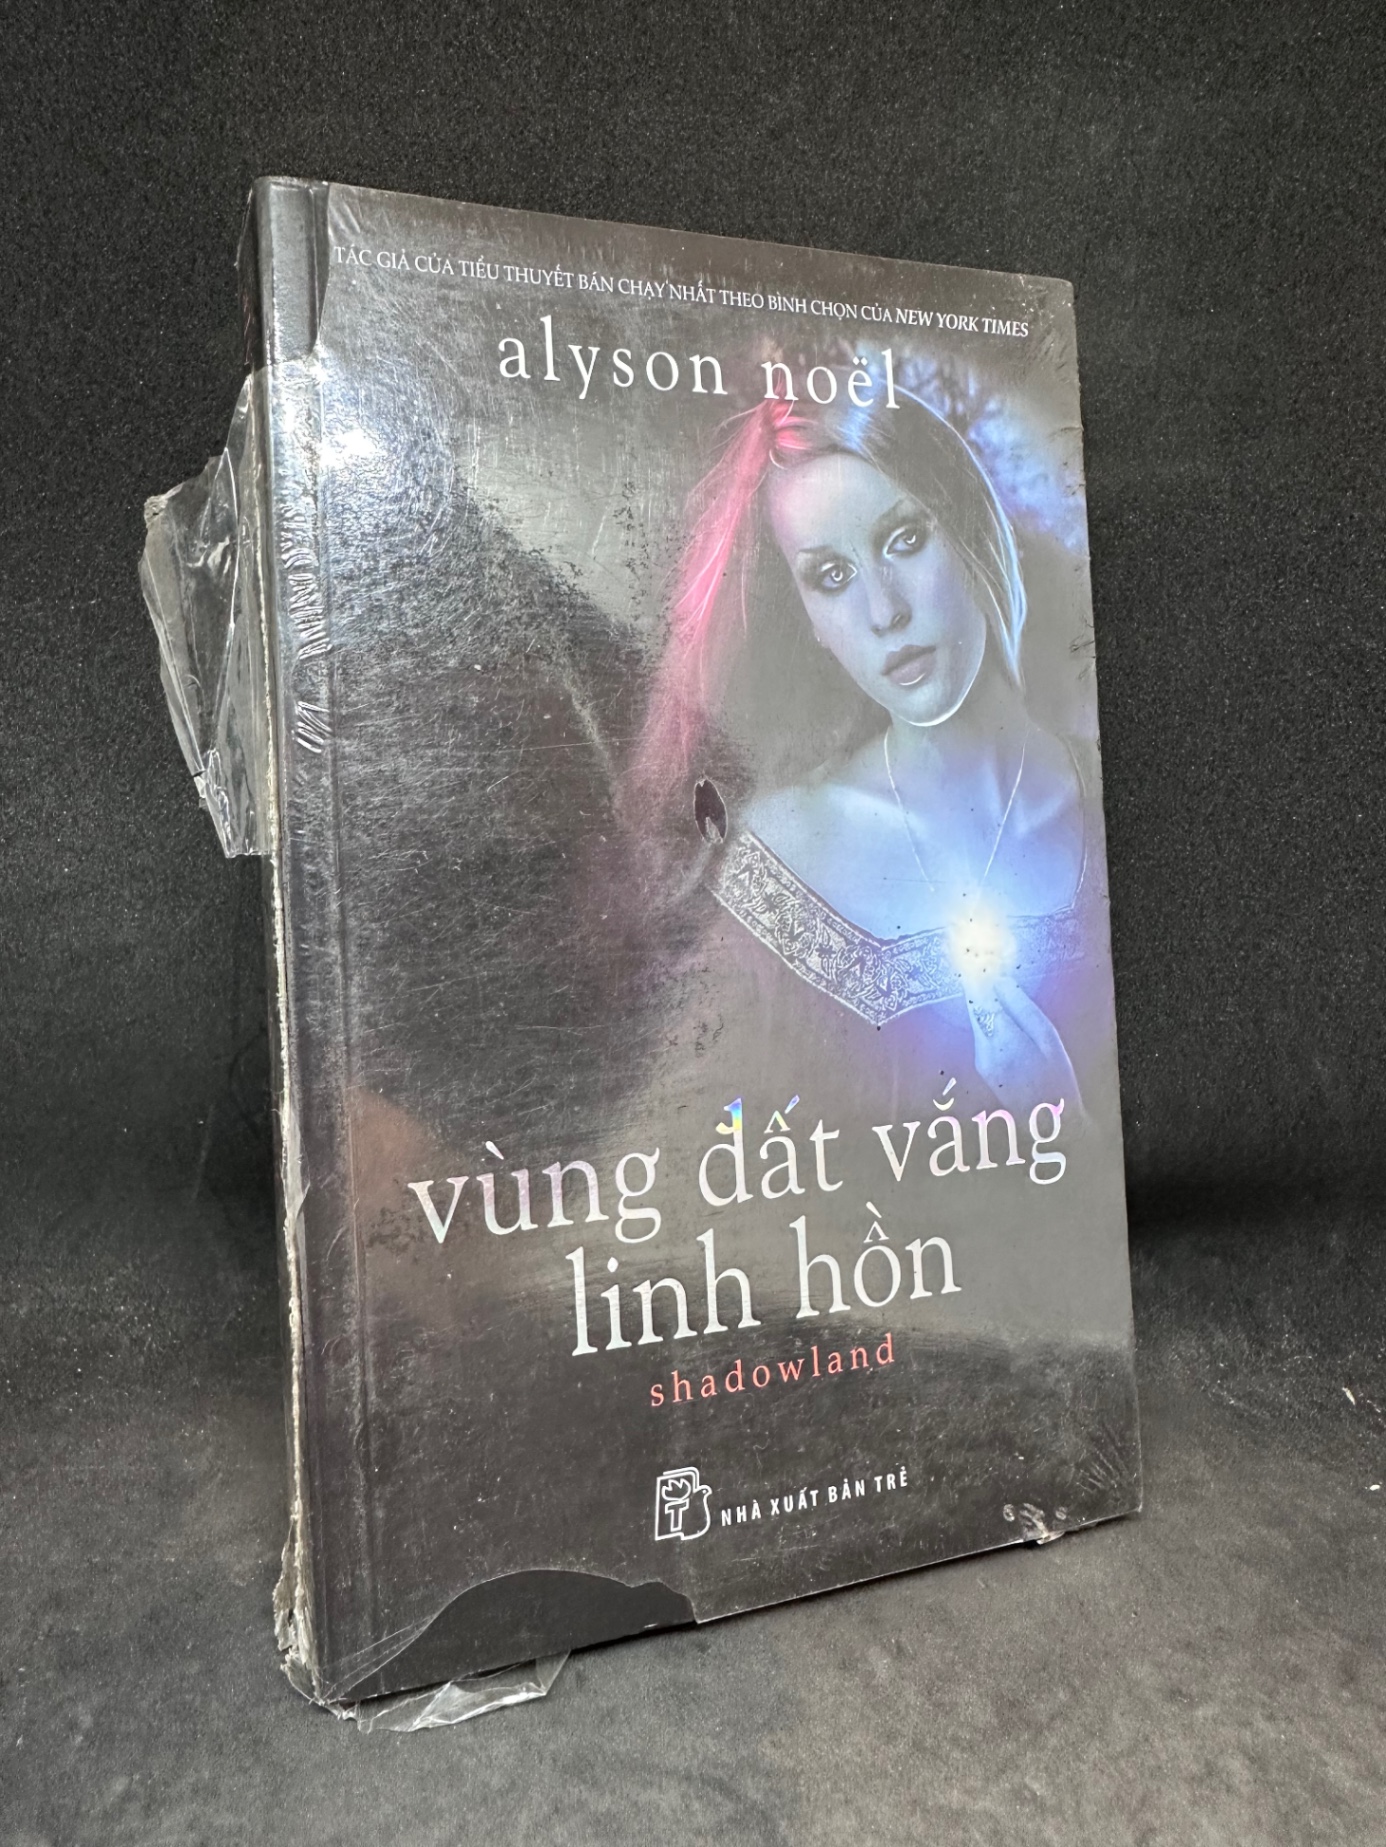 TÁC GIẢ CỦA TIỂU THUYẾT BÁN CHẠY NHẤT THEO BÌNH CHỌN CỦA NEW YORK TIMES
alyson noël
vùng đất vắng
linh hồn
shadowland
T NHÀ XUẤT BẢN TRẺ